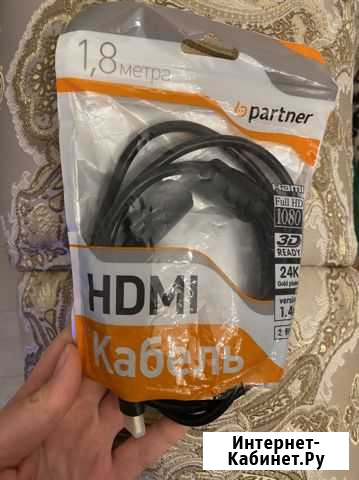 1,8 метра
partner
HDMI
Full HD
1080
3D
READY
24K
Gold plated
version
1.4
HDMI
Кабель
Интернет-
Кабинет.Ру